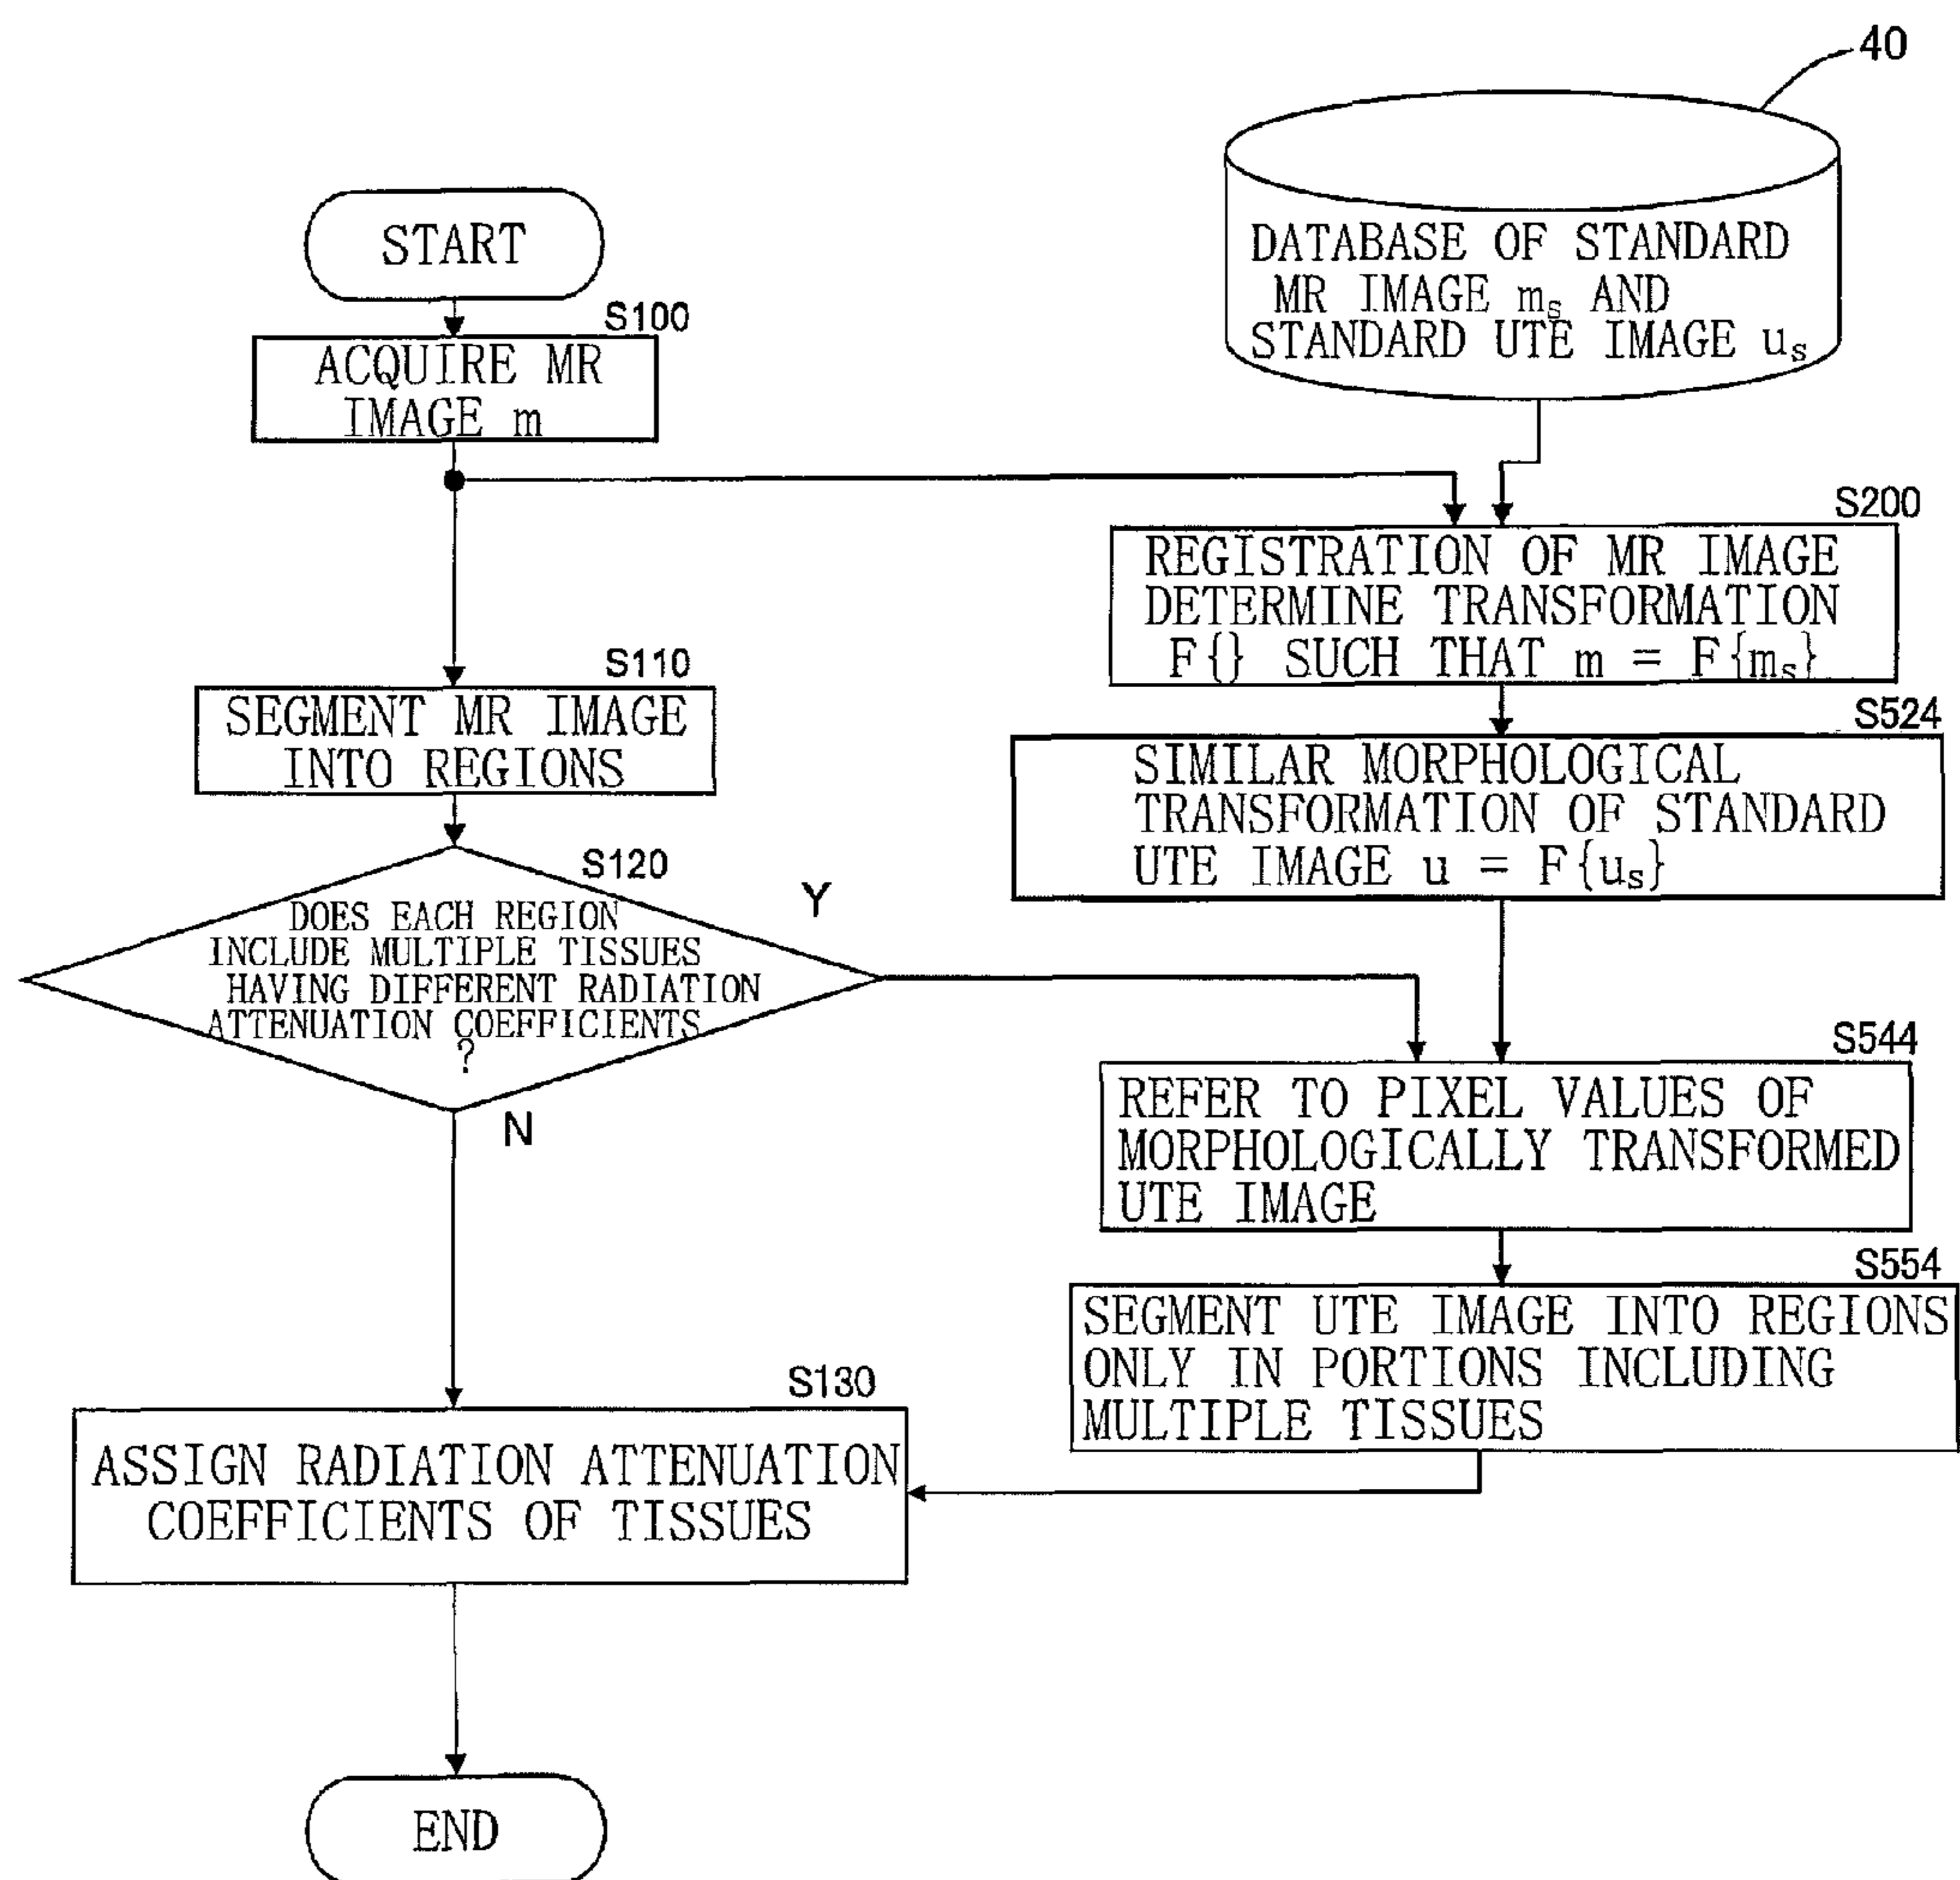 40
DATABASE OF STANDARD
MR IMAGE mₛ AND
STANDARD UTE IMAGE uₛ
START
S100
ACQUIRE MR
IMAGE m
S200
REGISTRATION OF MR IMAGE
DETERMINE TRANSFORMATION
F{} SUCH THAT m = F{mₛ}
S110
SEGMENT MR IMAGE
INTO REGIONS
S524
SIMILAR MORPHOLOGICAL
TRANSFORMATION OF STANDARD
UTE IMAGE u = F{uₛ}
S120
DOES EACH REGION
INCLUDE MULTIPLE TISSUES
HAVING DIFFERENT RADIATION
ATTENUATION COEFFICIENTS
?
Y
N
S544
REFER TO PIXEL VALUES OF
MORPHOLOGICALLY TRANSFORMED
UTE IMAGE
S554
SEGMENT UTE IMAGE INTO REGIONS
ONLY IN PORTIONS INCLUDING
MULTIPLE TISSUES
S130
ASSIGN RADIATION ATTENUATION
COEFFICIENTS OF TISSUES
END